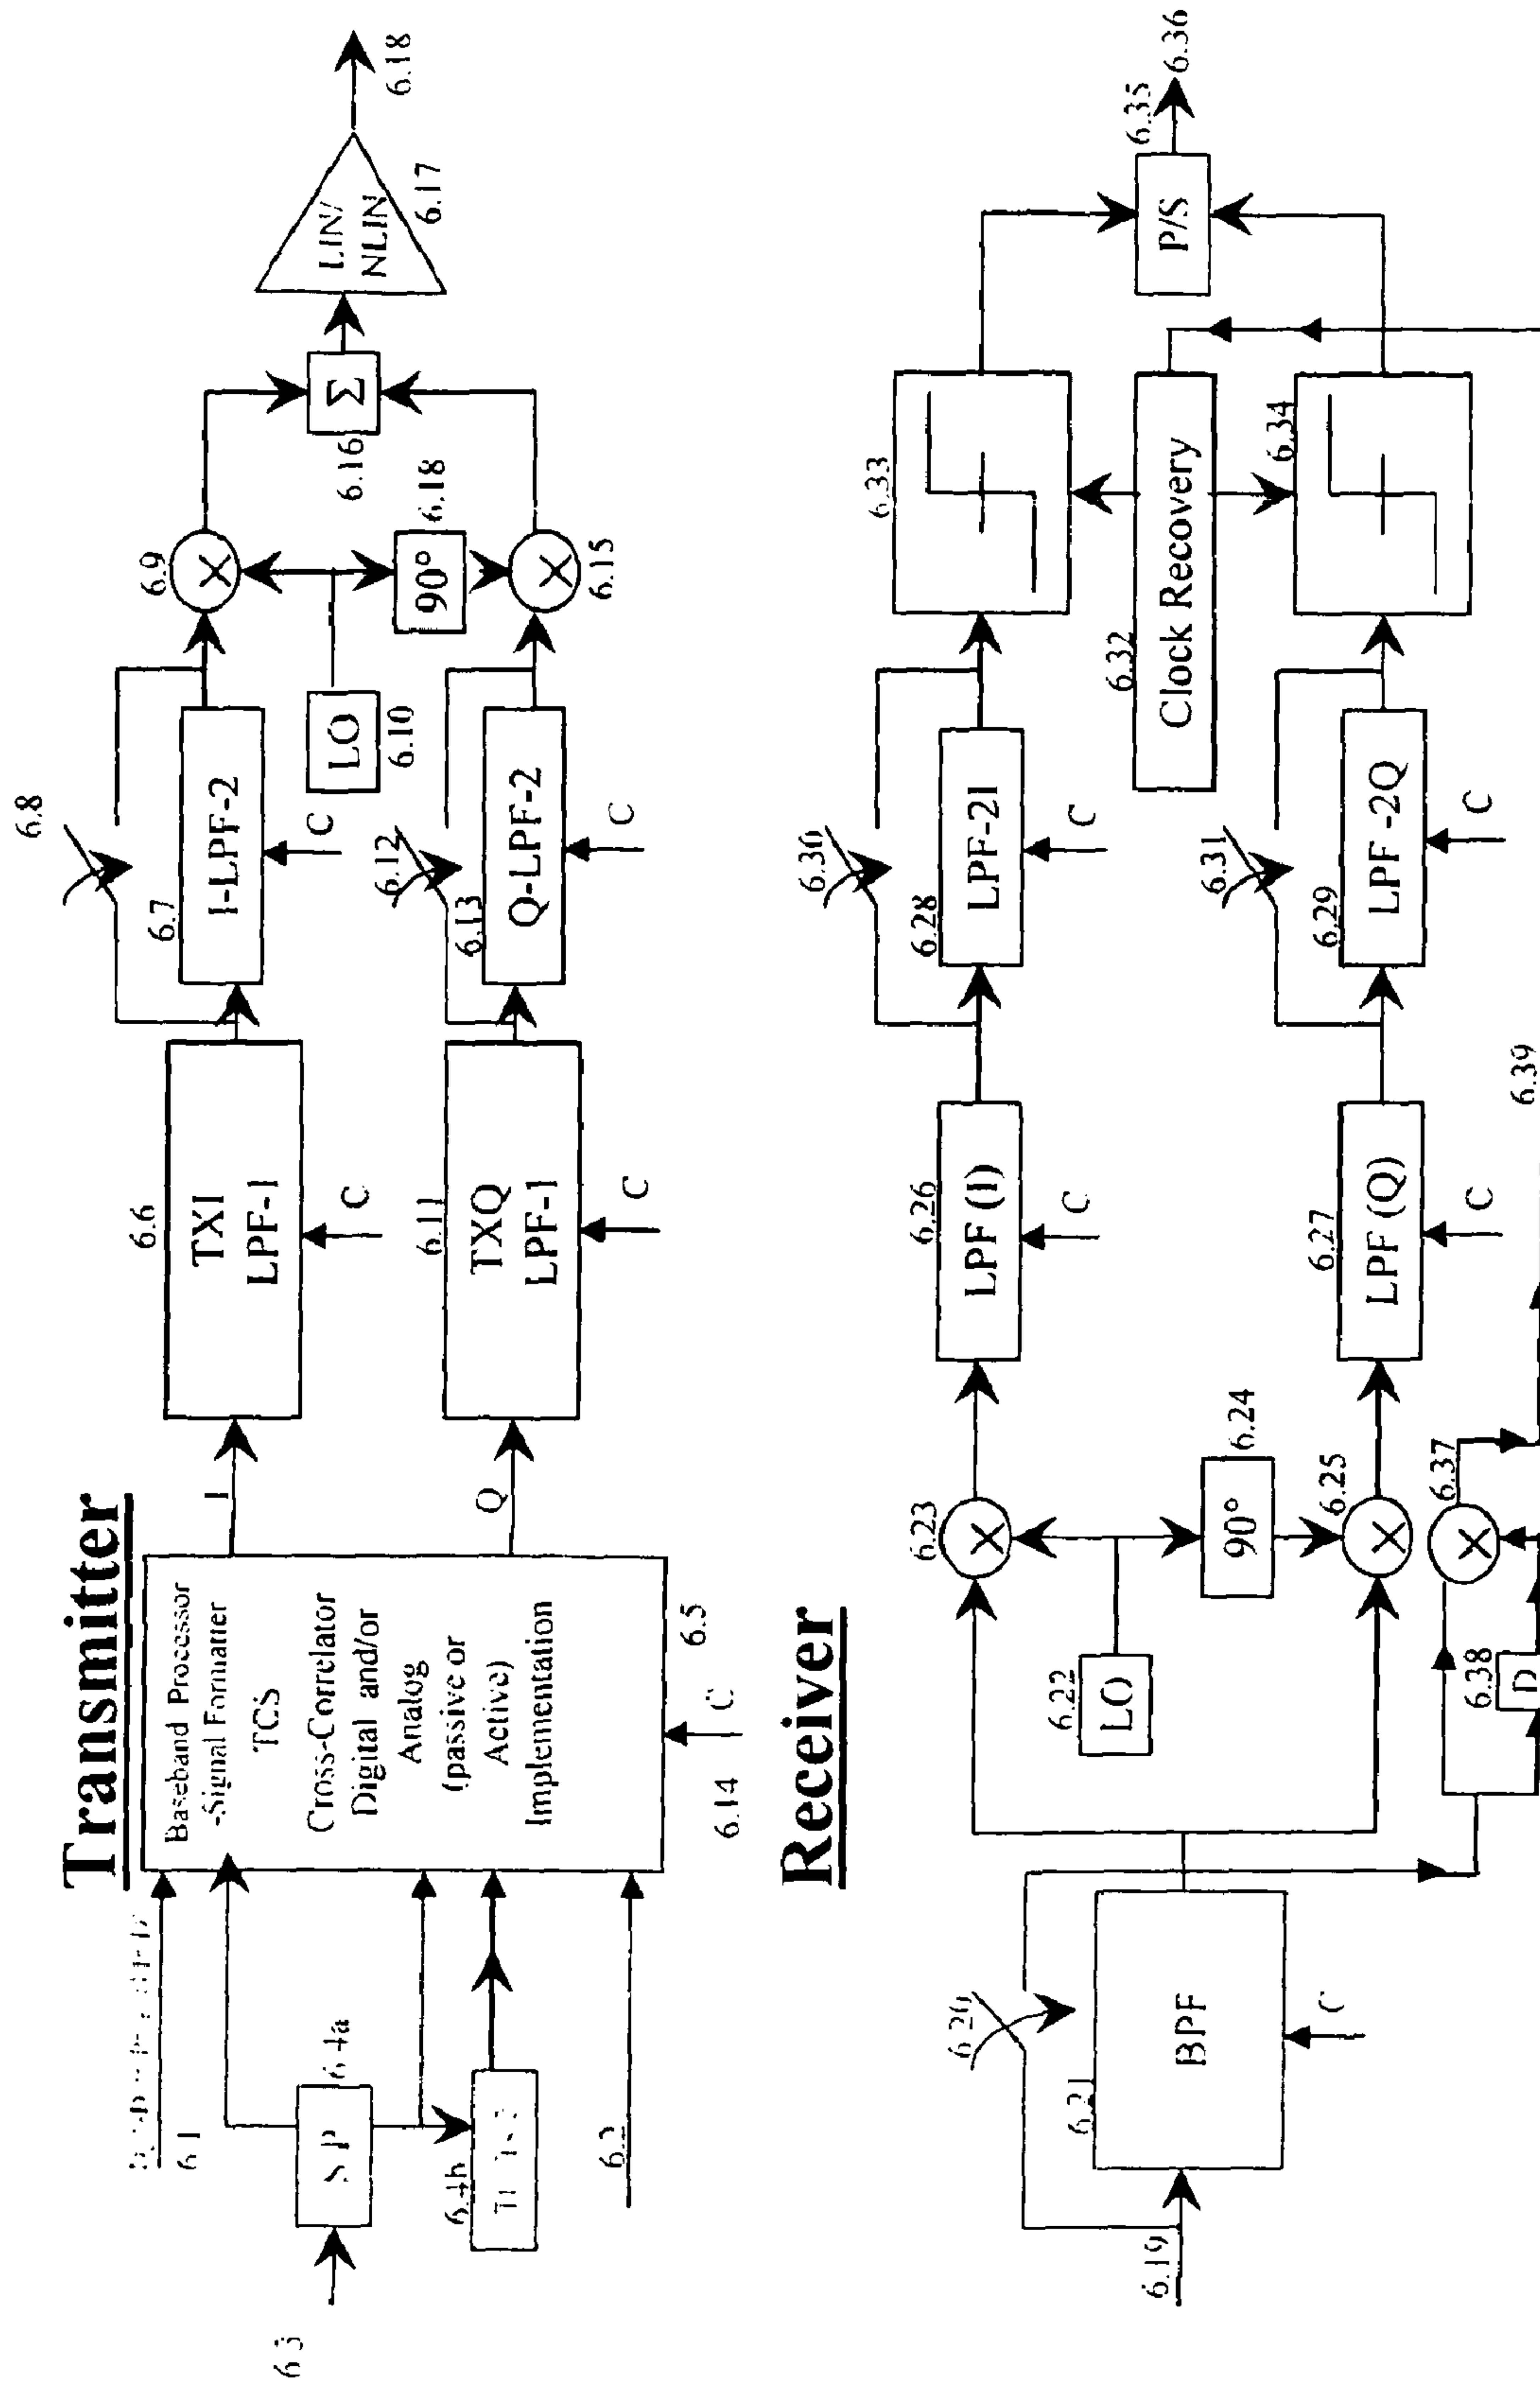 Transmitter
6.1
6.3
S/P
6.4a
6.4b
6.2
Baseband Processor
-Signal Formatter
TCS
Cross-Correlator
Digital and/or
Analog
(passive or
Active)
Implementation
6.5
6.14
C
I
Q
6.6
TXI
LPF-1
C
6.11
TXQ
LPF-1
C
6.8
6.7
I-LPF-2
C
6.12
6.13
Q-LPF-2
C
LO
6.10
6.9
90°
6.18
6.15
Σ
6.16
LIN/
NLIN
6.17
6.18
Receiver
6.19
6.20
6.21
BPF
C
6.22
LO
6.23
90°
6.24
6.25
6.37
6.38
D
6.39
6.26
LPF (I)
C
6.27
LPF (Q)
C
6.30
6.28
LPF-2I
C
6.31
6.29
LPF -2Q
C
6.32
Clock Recovery
6.33
6.34
P/S
6.35
6.36